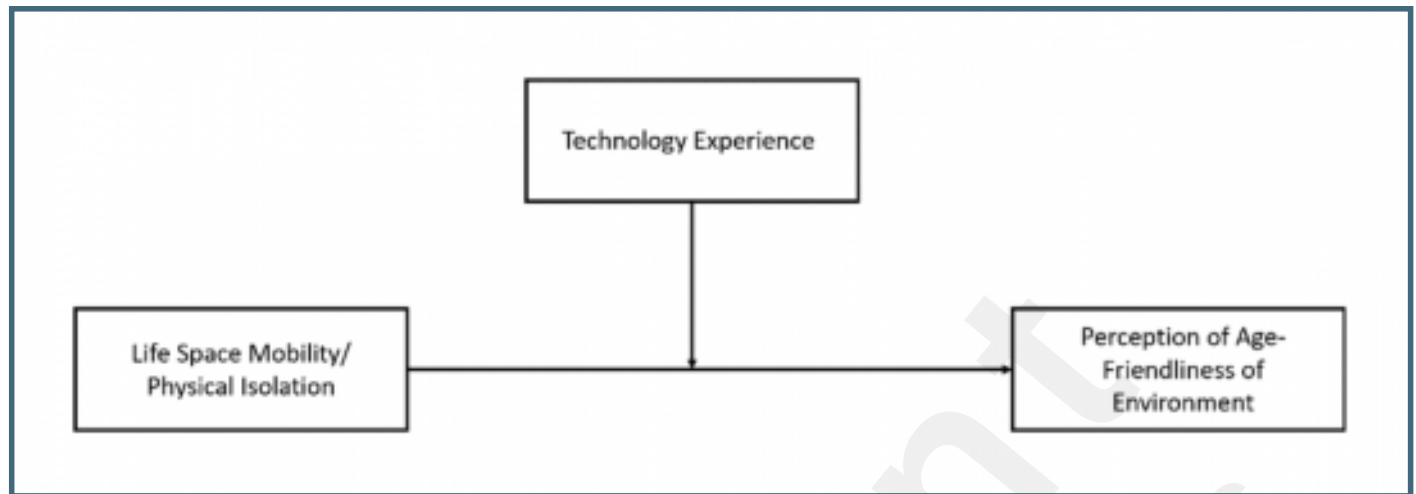 Technology Experience
Life Space Mobility/
Physical Isolation
Perception of Age-
Friendliness of
Environment